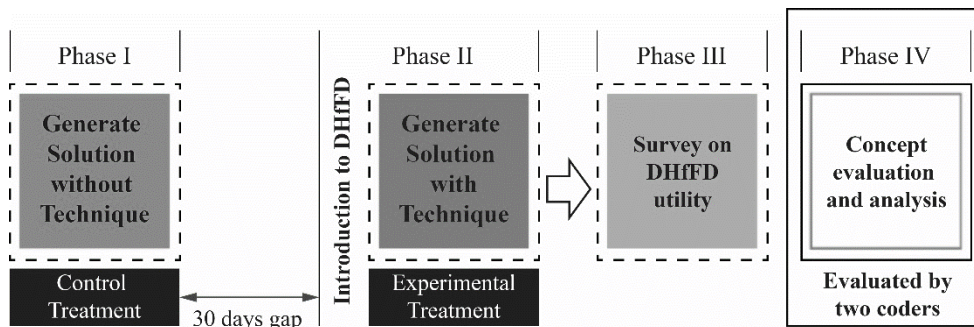 Phase I
Generate
Solution
without
Technique
Control
Treatment
30 days gap
Introduction to DHfFD
Phase II
Generate
Solution
with
Technique
Experimental
Treatment
Phase III
Survey on
DHfFD
utility
Phase IV
Concept
evaluation
and analysis
Evaluated by
two coders